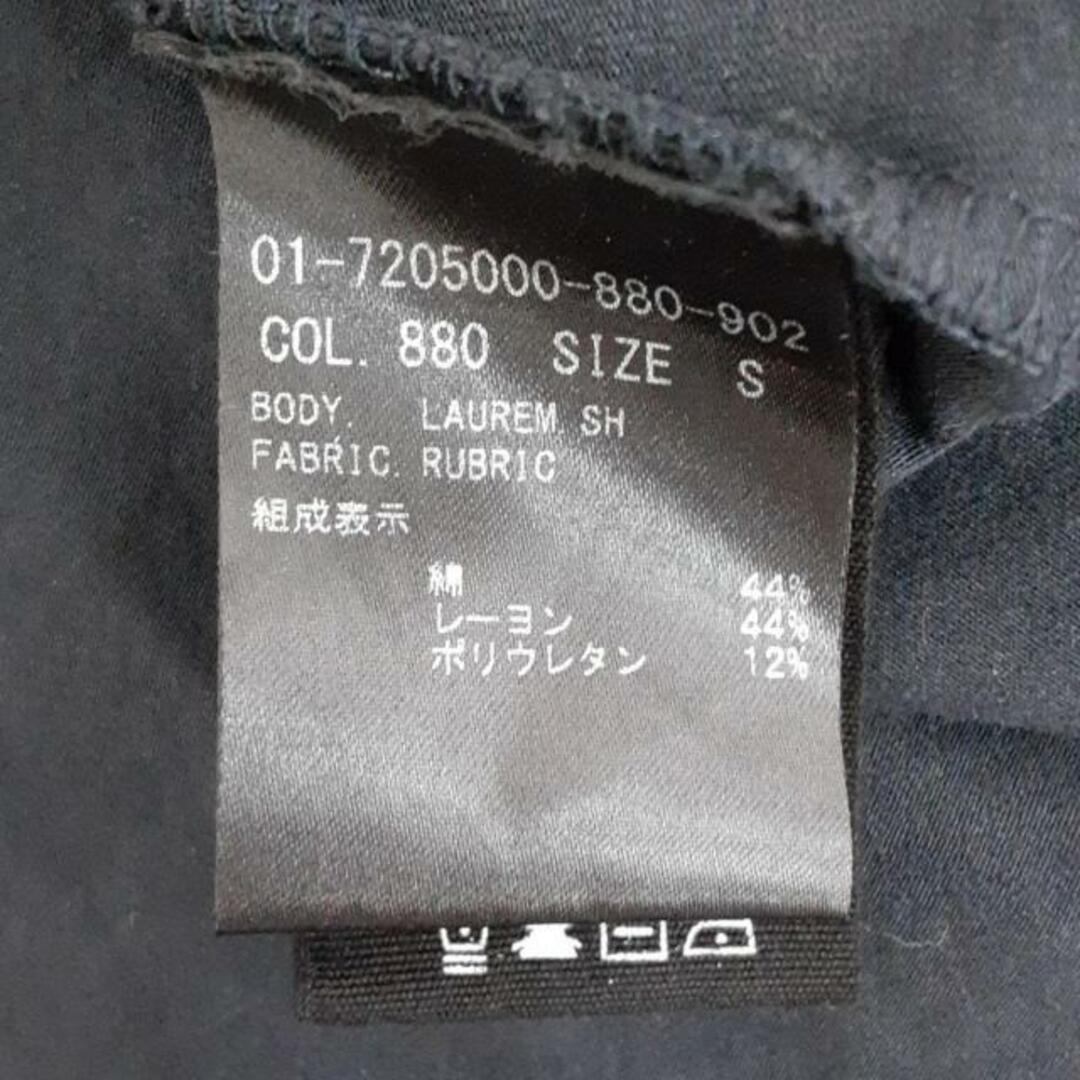 01-7205000-880-902
COL. 880 SIZE S
BODY. LAUREM.SH
FABRIC. RUBRIC
組成表示
綿 44%
レーヨン 44%
ポリウレタン 12%